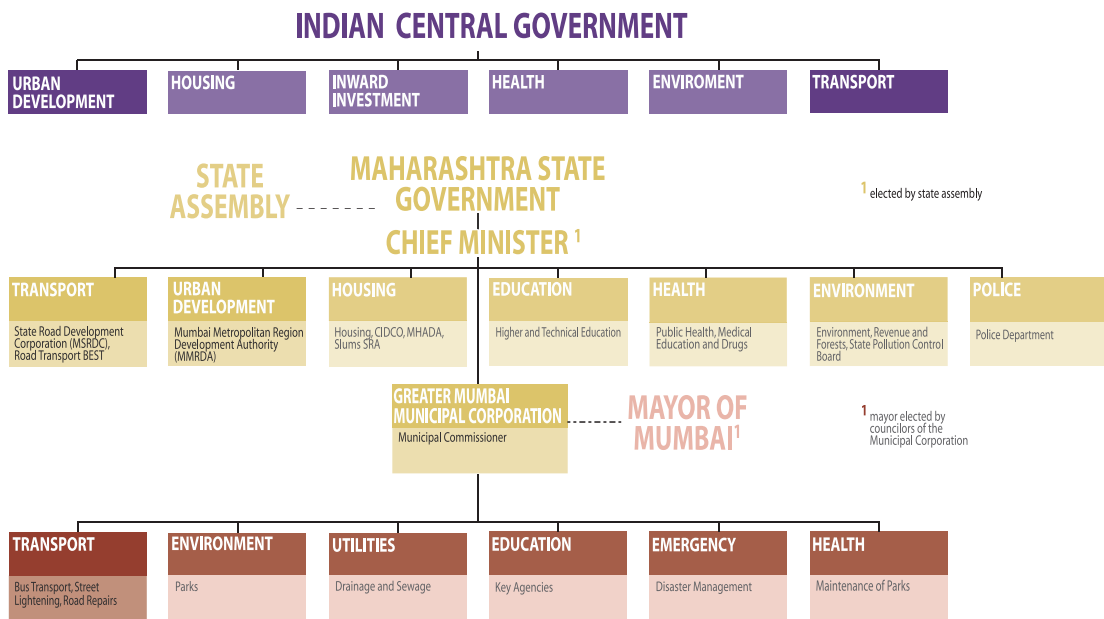 INDIAN CENTRAL GOVERNMENT
URBAN
DEVELOPMENT
HOUSING
INWARD
INVESTMENT
HEALTH
ENVIROMENT
TRANSPORT
STATE
ASSEMBLY
MAHARASHTRA STATE
GOVERNMENT
1 elected by state assembly
CHIEF MINISTER 1
TRANSPORT
State Road Development
Corporation (MSRDC),
Road Transport BEST
URBAN
DEVELOPMENT
Mumbai Metropolitan Region
Development Authority
(MMRDA)
HOUSING
Housing, CIDCO, MHADA,
Slums SRA
EDUCATION
Higher and Technical Education
HEALTH
Public Health, Medical
Education and Drugs
ENVIRONMENT
Environment, Revenue and
Forests, State Pollution Control
Board
POLICE
Police Department
GREATER MUMBAI
MUNICIPAL CORPORATION
Municipal Commissioner
MAYOR OF
MUMBAI1
1 mayor elected by
councilors of the
Municipal Corporation
TRANSPORT
Bus Transport, Street
Lightening, Road Repairs
ENVIRONMENT
Parks
UTILITIES
Drainage and Sewage
EDUCATION
Key Agencies
EMERGENCY
Disaster Management
HEALTH
Maintenance of Parks